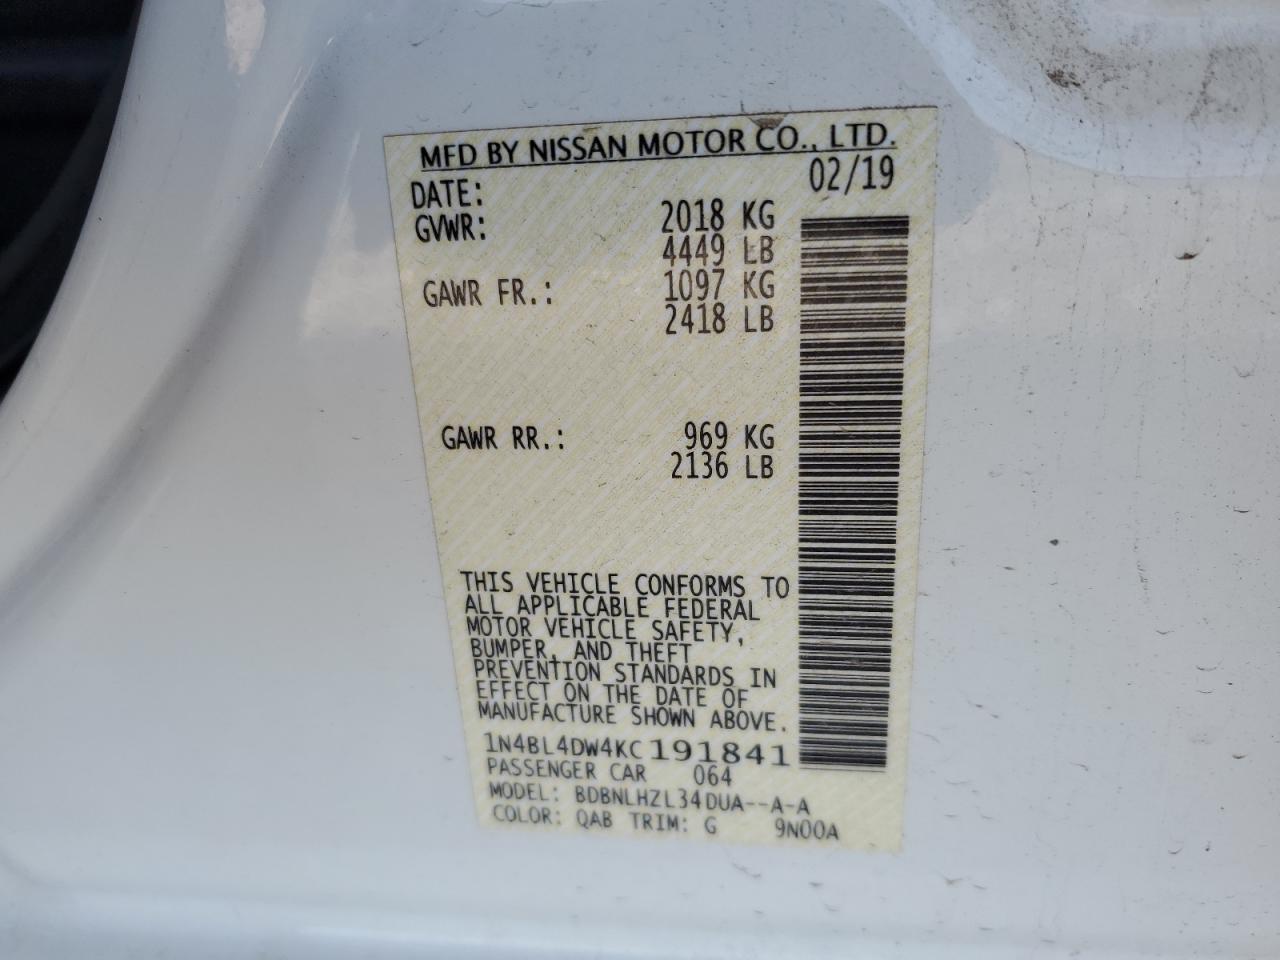 MFD BY NISSAN MOTOR CO., LTD.
DATE: 02/19
GVWR: 2018 KG
4449 LB
GAWR FR.: 1097 KG
2418 LB
GAWR RR.: 969 KG
2136 LB
THIS VEHICLE CONFORMS TO
ALL APPLICABLE FEDERAL
MOTOR VEHICLE SAFETY,
BUMPER, AND THEFT
PREVENTION STANDARDS IN
EFFECT ON THE DATE OF
MANUFACTURE SHOWN ABOVE.
1N4BL4DW4KC191841
PASSENGER CAR 064
MODEL: BDBNLHZL34DUA--A-A
COLOR: QAB TRIM: G 9N00A